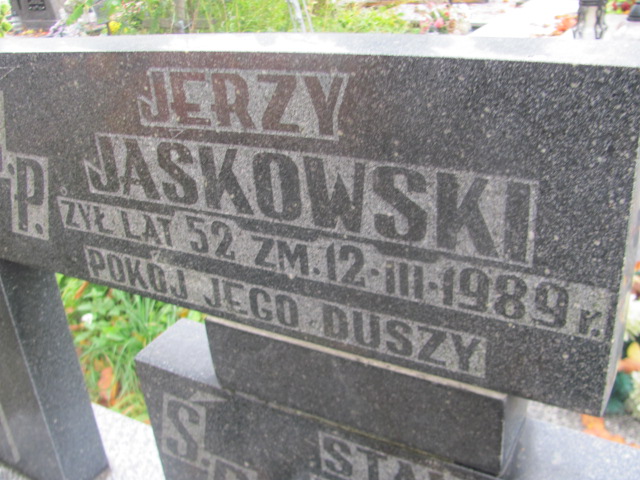 .P.
JERZY
JASKOWSKI
ŻYŁ LAT 52 ZM. 12·III·1989 r.
POKÓJ JEGO DUSZY
S.